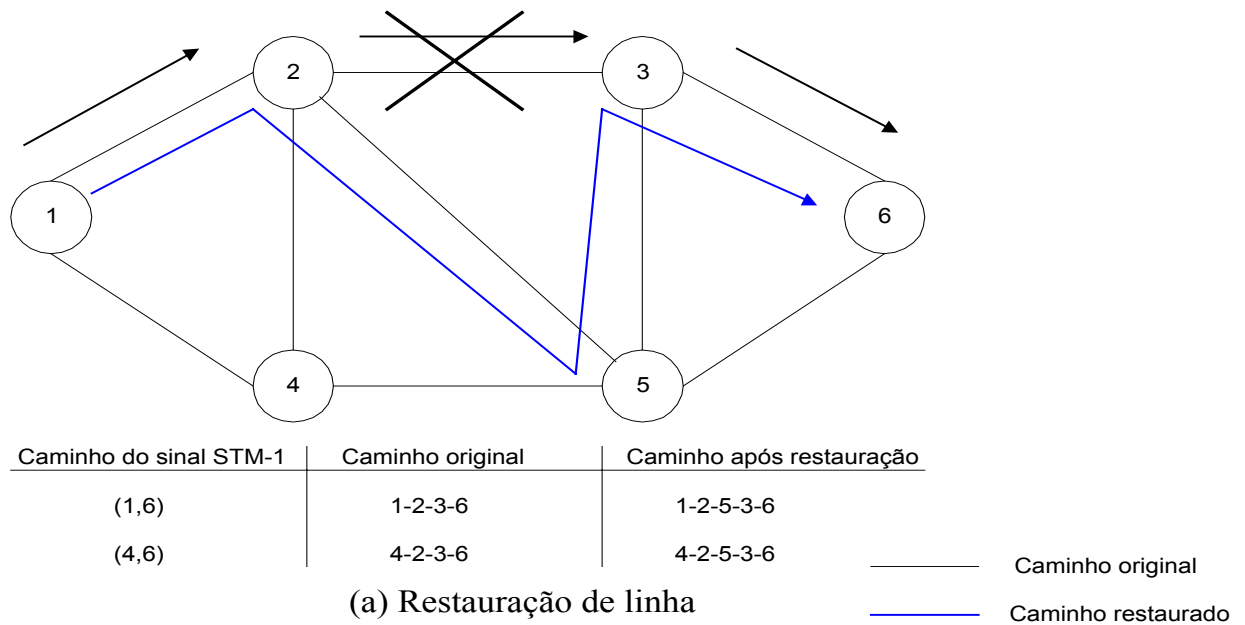 2
3
1
6
4
5
Caminho do sinal STM-1 Caminho original Caminho após restauração
(1,6) 1-2-3-6 1-2-5-3-6
(4,6) 4-2-3-6 4-2-5-3-6
Caminho original
(a) Restauração de linha
Caminho restaurado